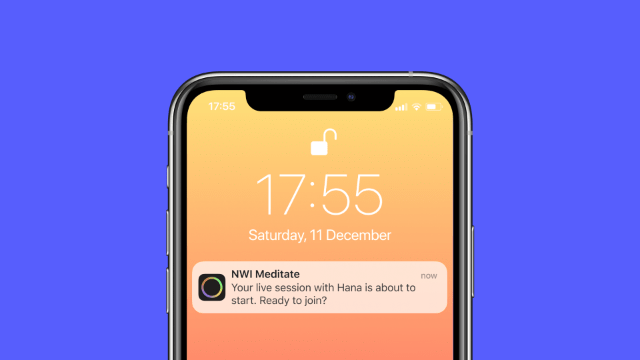 17:55
17:55
Saturday, 11 December
NWI Meditate
now
Your live session with Hana is about to
start. Ready to join?